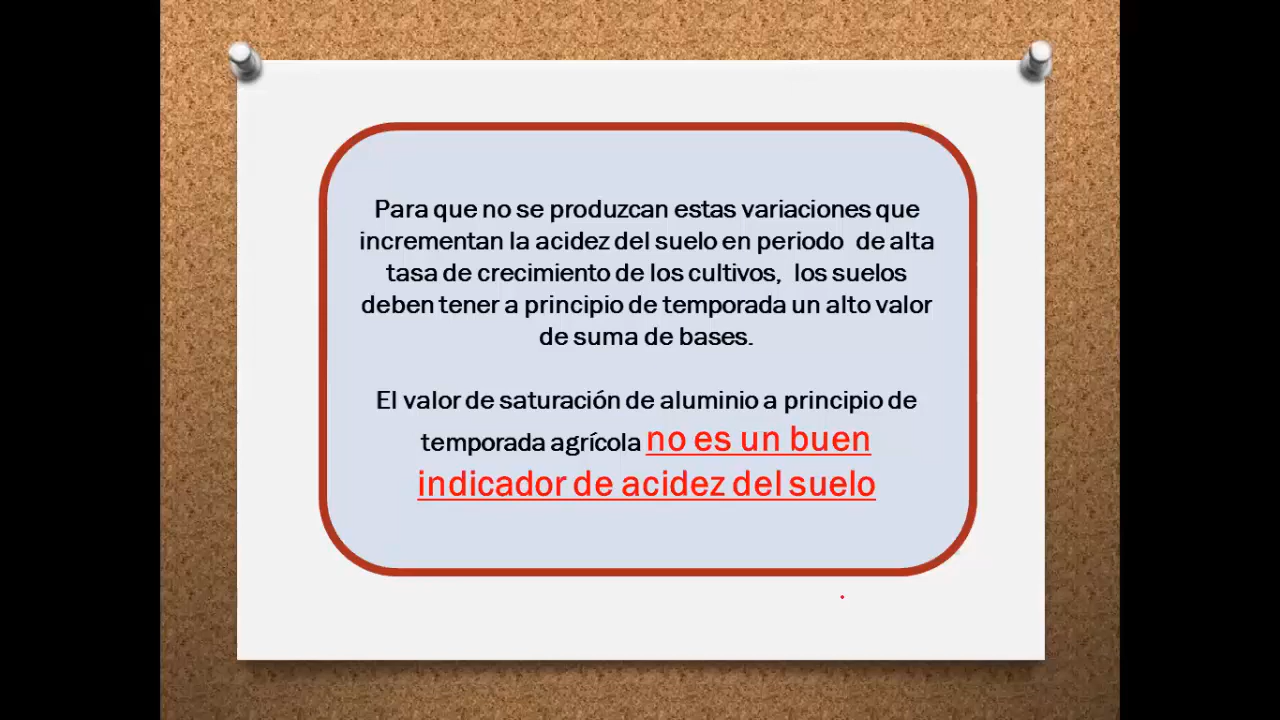 Para que no se produzcan estas variaciones que
incrementan la acidez del suelo en periodo de alta
tasa de crecimiento de los cultivos, los suelos
deben tener a principio de temporada un alto valor
de suma de bases.
El valor de saturación de aluminio a principio de
temporada agrícola no es un buen
indicador de acidez del suelo